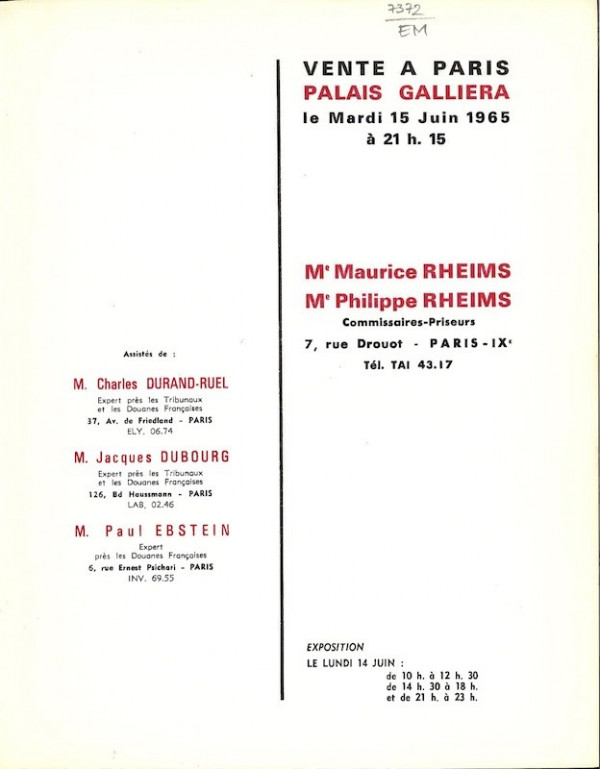 7372
EM
VENTE A PARIS
PALAIS GALLIERA
le Mardi 15 Juin 1965
à 21 h. 15
Mᵉ Maurice RHEIMS
Mᵉ Philippe RHEIMS
Commissaires-Priseurs
7, rue Drouot - PARIS-IXᵉ
Tél. TAI 43.17
Assistés de :
M. Charles DURAND-RUEL
Expert près les Tribunaux
et les Douanes Françaises
37, Av. de Friedland - PARIS
ELY. 06.74
M. Jacques DUBOURG
Expert près les Tribunaux
et les Douanes Françaises
126, Bd Haussmann - PARIS
LAB. 02.46
M. Paul EBSTEIN
Expert
près les Douanes Françaises
6, rue Ernest Psichari - PARIS
INV. 69.55
EXPOSITION
LE LUNDI 14 JUIN :
de 10 h. à 12 h. 30
de 14 h. 30 à 18 h.
et de 21 h. à 23 h.